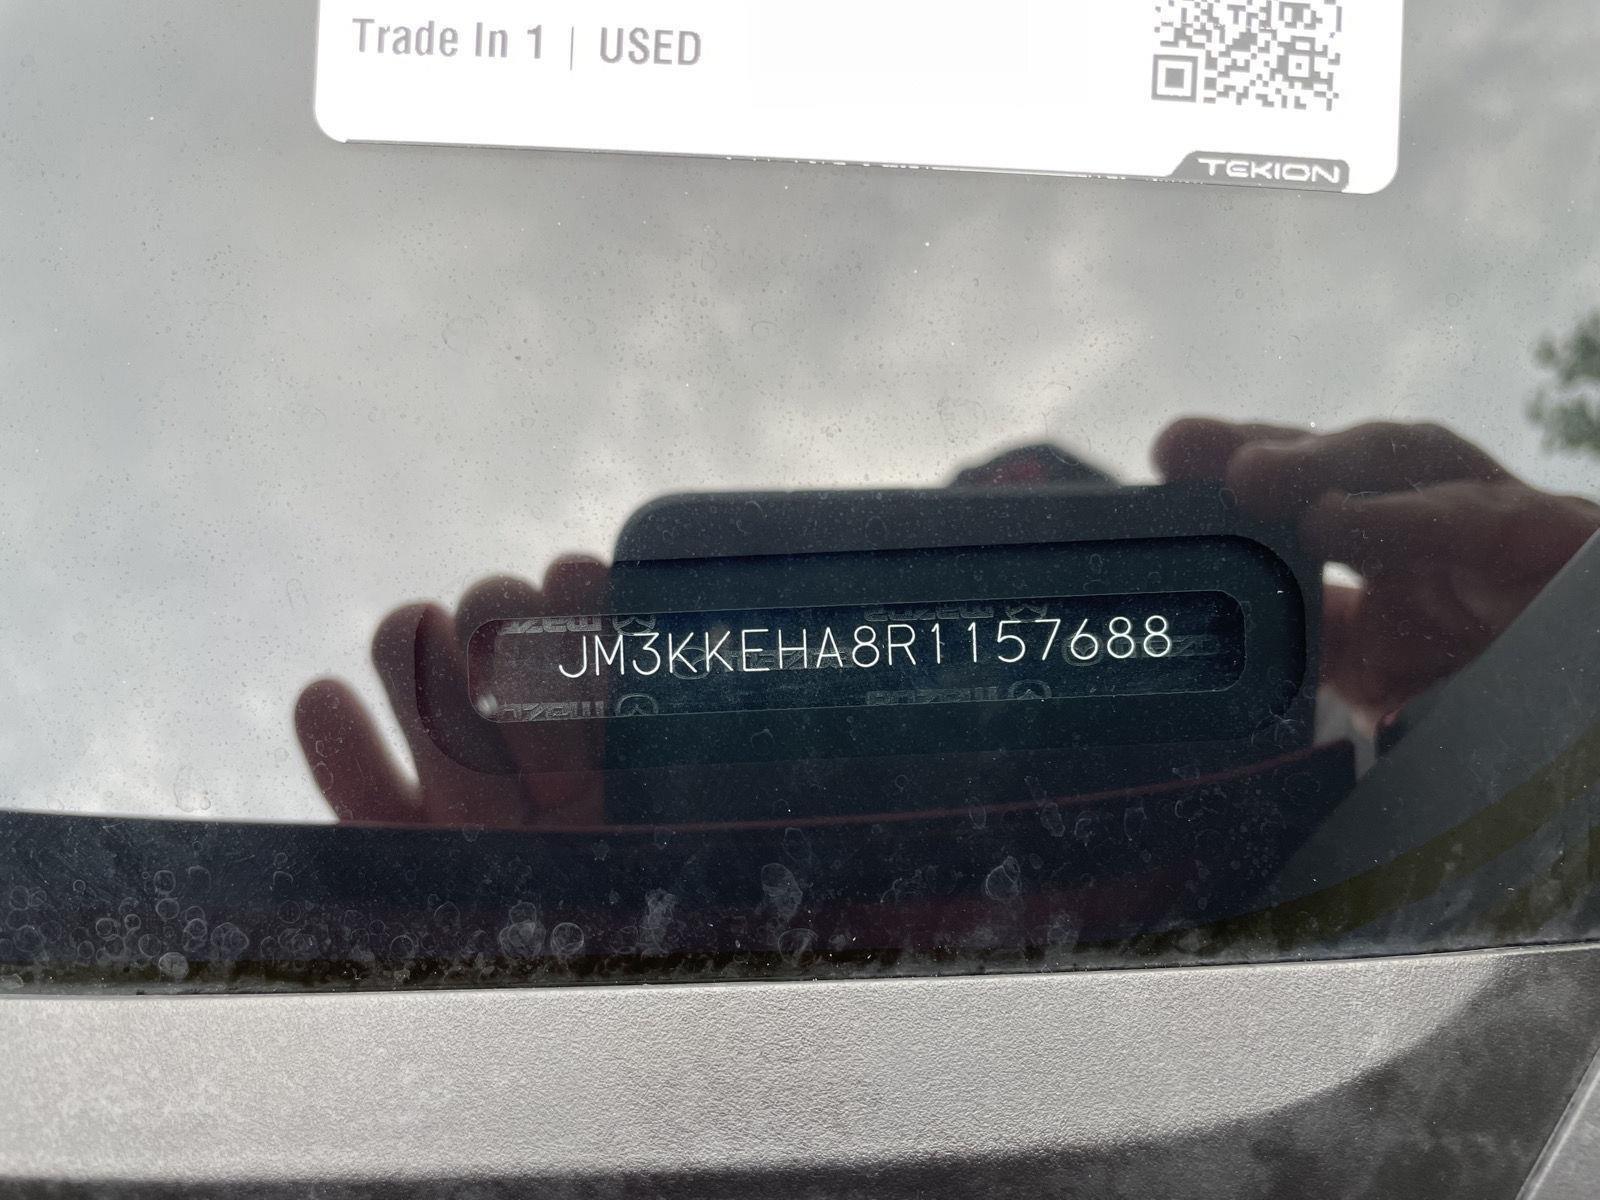 Trade In 1 | USED
TEKION
JM3KKEHA8R1157688